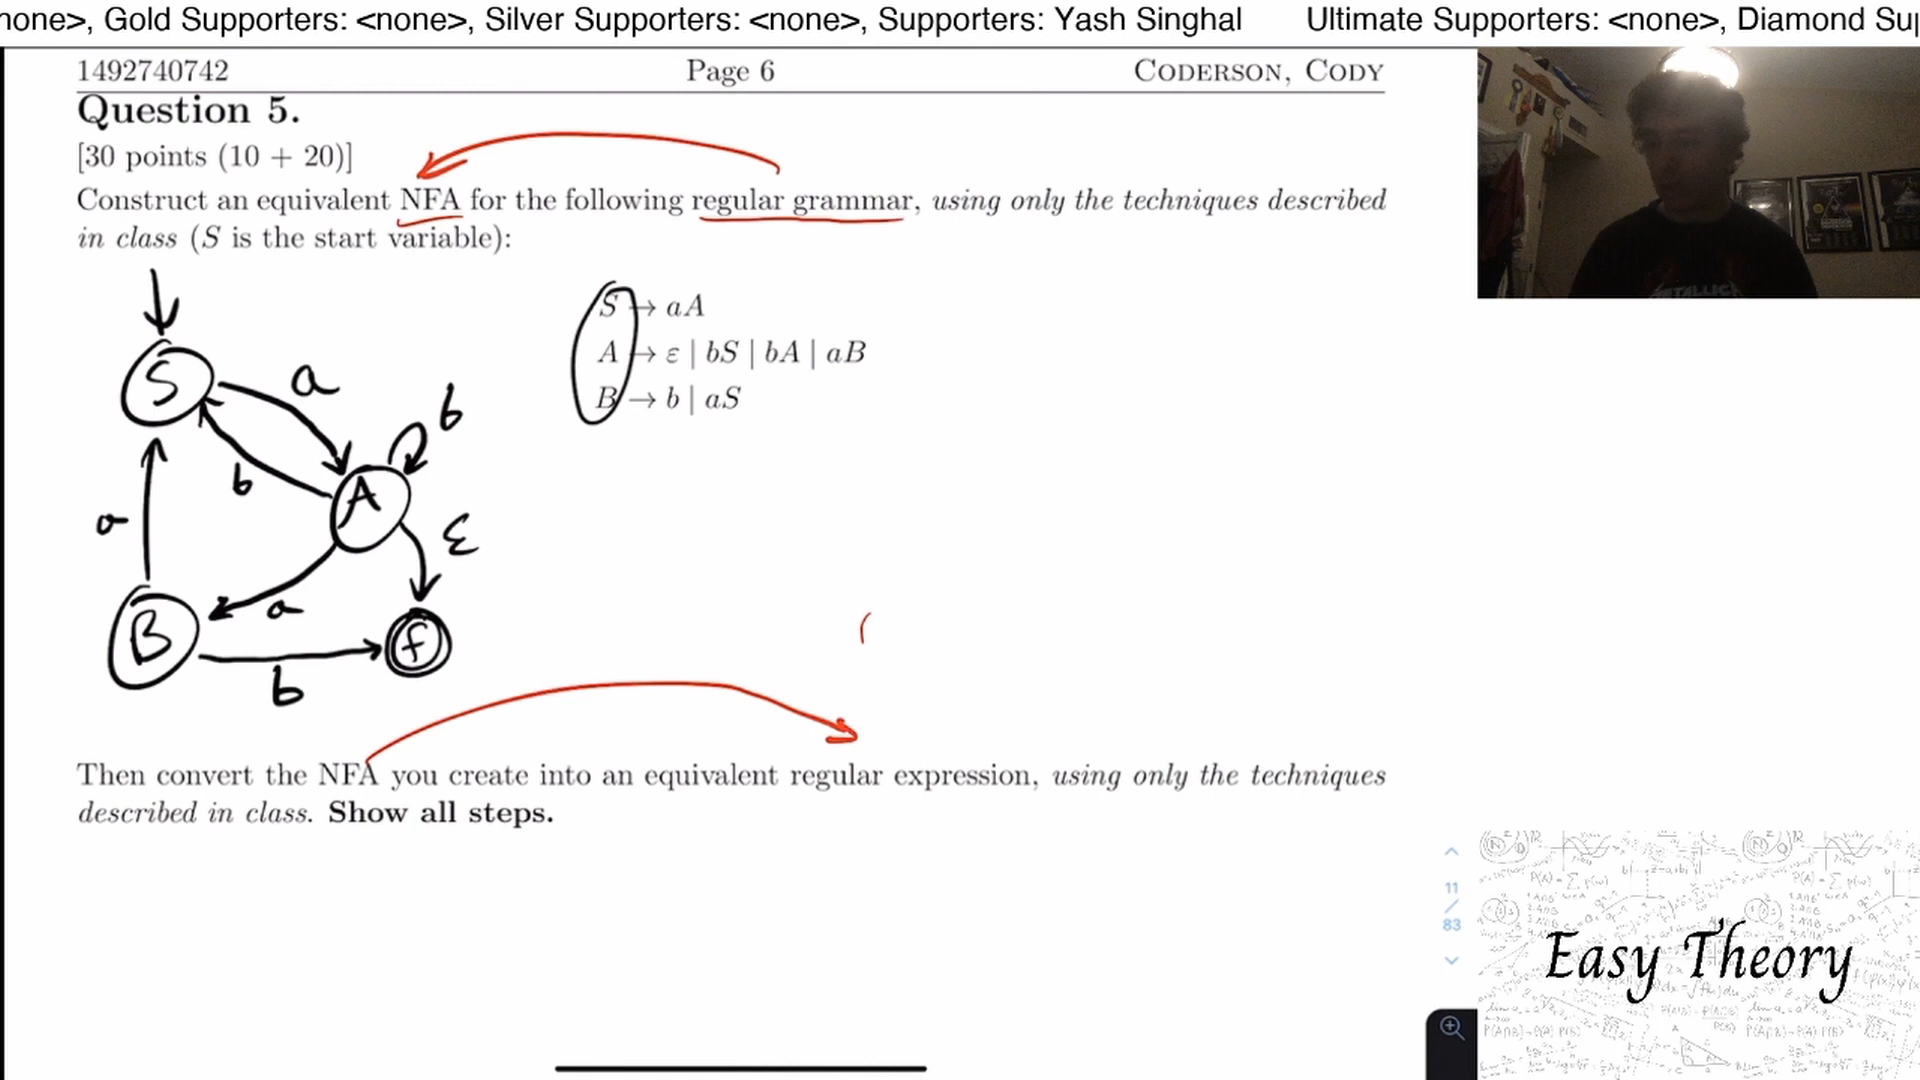 none>, Gold Supporters: <none>, Silver Supporters: <none>, Supporters: Yash Singhal Ultimate Supporters: <none>, Diamond Su
1492740742 Page 6 CODERSON, CODY
Question 5.
[30 points (10 + 20)]
Construct an equivalent NFA for the following regular grammar, using only the techniques described
in class (S is the start variable):
S → aA
A → ε | bS | bA | aB
B → b | aS
S
a
b
b
A
a
ε
a
B
f
b
Then convert the NFA you create into an equivalent regular expression, using only the techniques
described in class. Show all steps.
11
/
83
METALLICA
Easy Theory